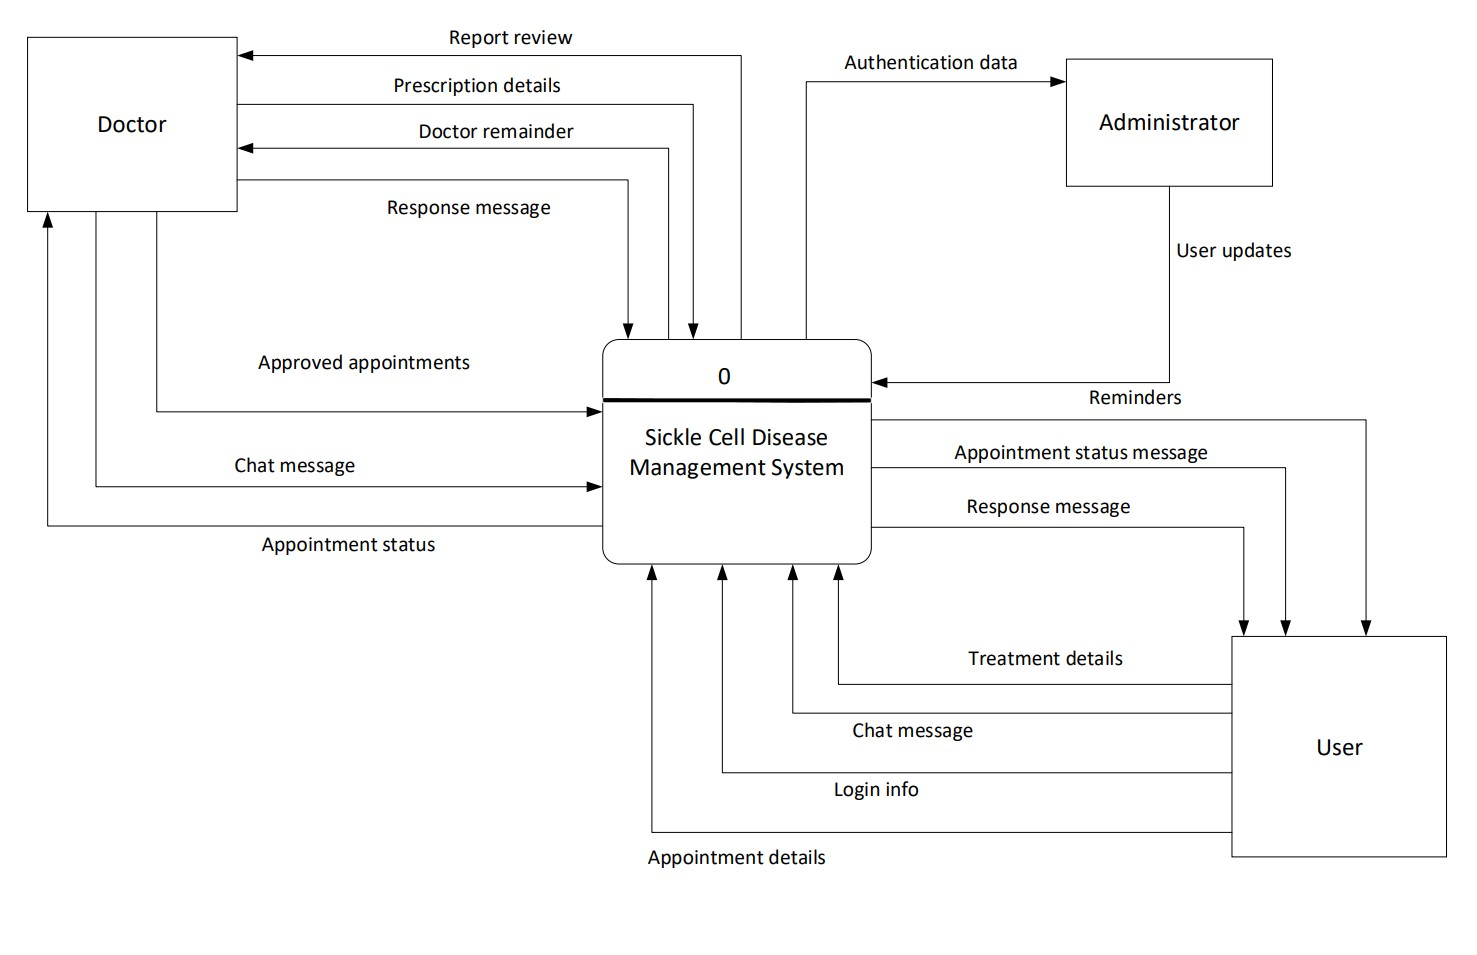 Report review
Authentication data
Prescription details
Doctor
Administrator
Doctor remainder
Response message
User updates
Approved appointments
0
Reminders
Sickle Cell Disease
Management System
Appointment status message
Chat message
Response message
Appointment status
Treatment details
Chat message
User
Login info
Appointment details